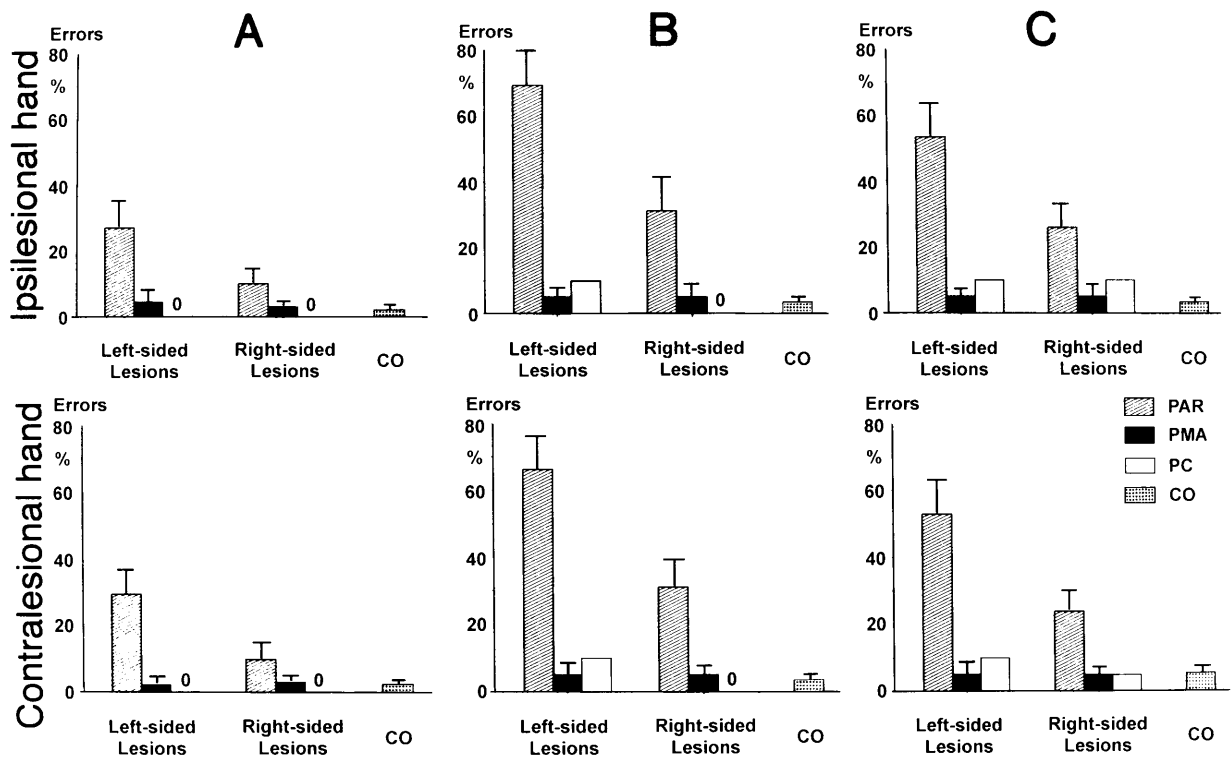 A
B
C
Ipsilesional hand
Errors
80
%
60
40
20
0
0
0
Left-sided
Lesions
Right-sided
Lesions
CO
Errors
80
%
60
40
20
0
0
Left-sided
Lesions
Right-sided
Lesions
CO
Errors
80
%
60
40
20
0
Left-sided
Lesions
Right-sided
Lesions
CO
Contralesional hand
Errors
80
%
60
40
20
0
0
0
Left-sided
Lesions
Right-sided
Lesions
CO
Errors
80
%
60
40
20
0
0
Left-sided
Lesions
Right-sided
Lesions
CO
Errors
80
%
60
40
20
0
Left-sided
Lesions
Right-sided
Lesions
CO
PAR
PMA
PC
CO